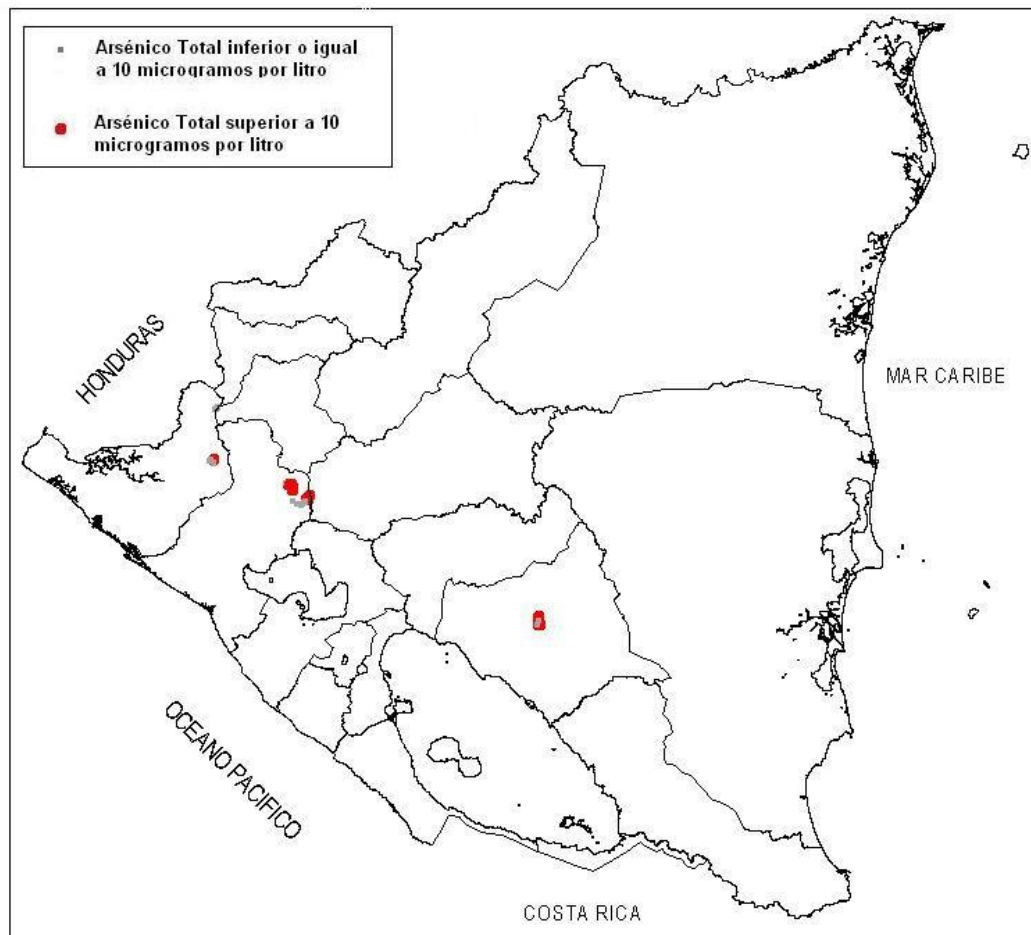 Arsénico Total inferior o igual
a 10 microgramos por litro
Arsénico Total superior a 10
microgramos por litro
HONDURAS
MAR CARIBE
OCEANO PACIFICO
COSTA RICA